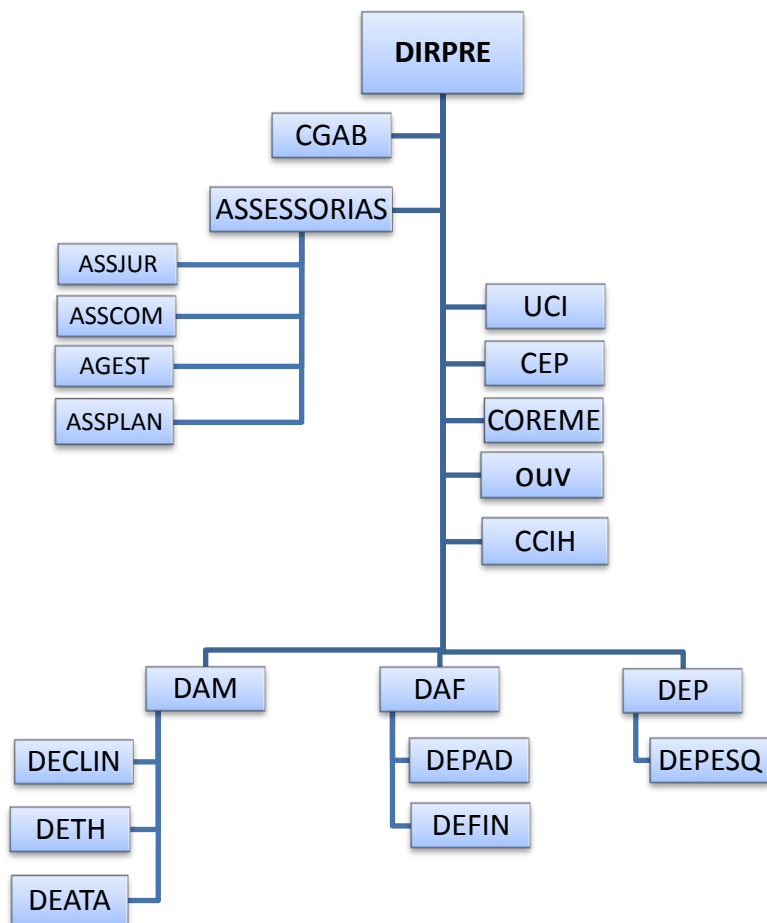 DIRPRE
CGAB
ASSESSORIAS
ASSJUR
ASSCOM
AGEST
ASSPLAN
UCI
CEP
COREME
ouv
CCIH
DAM
DAF
DEP
DECLIN
DETH
DEATA
DEPAD
DEFIN
DEPESQ